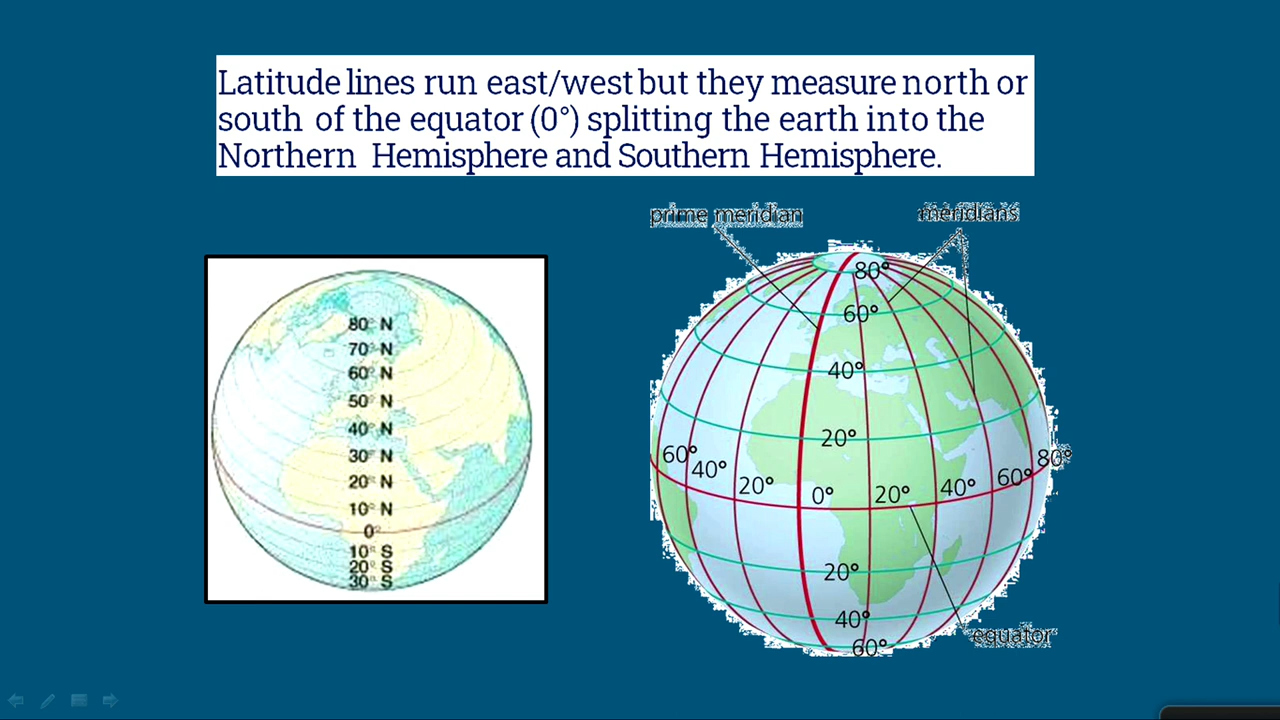 Latitude lines run east/west but they measure north or
south of the equator (0°) splitting the earth into the
Northern Hemisphere and Southern Hemisphere.
prime meridian
meridians
80° N
70° N
60° N
50° N
40° N
30° N
20° N
10° N
0°
10° S
20° S
30° S
80°
60°
40°
20°
60° 40° 20° 0° 20° 40° 60° 80°
20°
40°
60°
equator